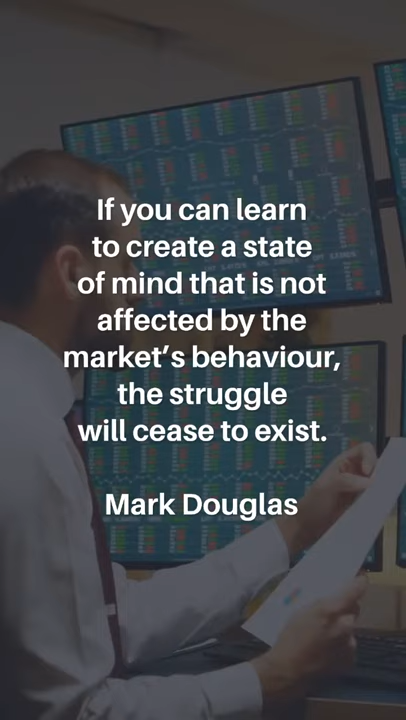 If you can learn
to create a state
of mind that is not
affected by the
market's behaviour,
the struggle
will cease to exist.
Mark Douglas